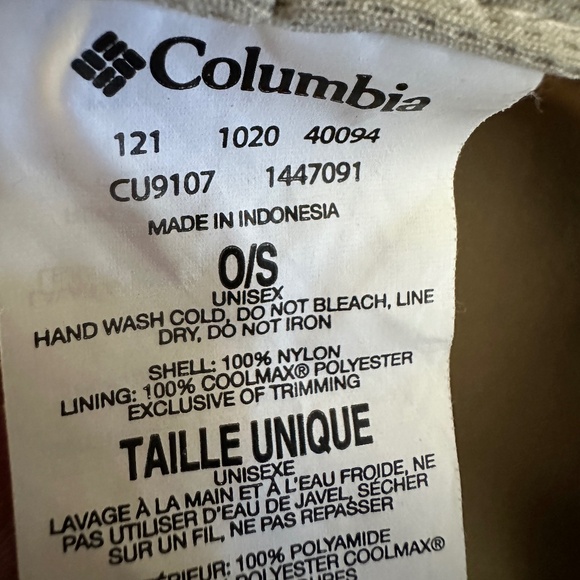 Columbia
121 1020 40094
CU9107 1447091
MADE IN INDONESIA
O/S
UNISEX
HAND WASH COLD, DO NOT BLEACH, LINE
DRY, DO NOT IRON
SHELL: 100% NYLON
LINING: 100% COOLMAX® POLYESTER
EXCLUSIVE OF TRIMMING
TAILLE UNIQUE
UNISEXE
LAVAGE À LA MAIN ET À L'EAU FROIDE, NE
PAS UTILISER D'EAU DE JAVEL, SÉCHER
SUR UN FIL, NE PAS REPASSER
100% POLYAMIDE
POLYESTER COOLMAX®